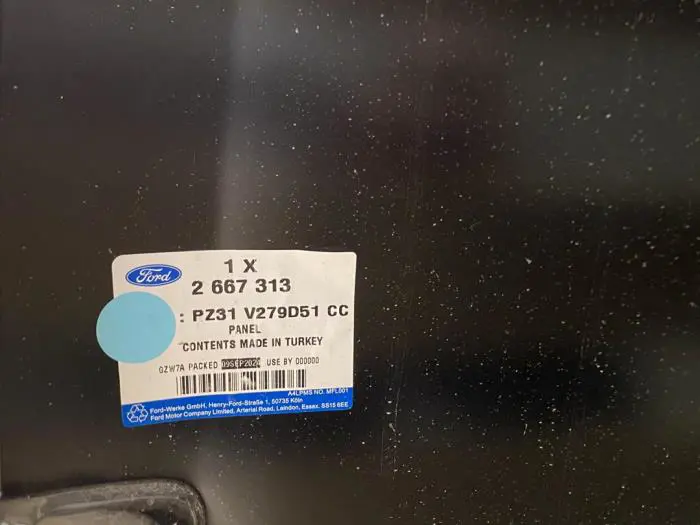 Ford
1 X
2 667 313
: PZ31 V279D51 CC
PANEL
CONTENTS MADE IN TURKEY
GZW7A PACKED 09SEP2024 USE BY 000000
A4LPMS NO. MFL001
Ford-Werke GmbH, Henry-Ford-Straße 1, 50735 Köln
Ford Motor Company Limited, Arterial Road, Laindon, Essex. SS15 6EE